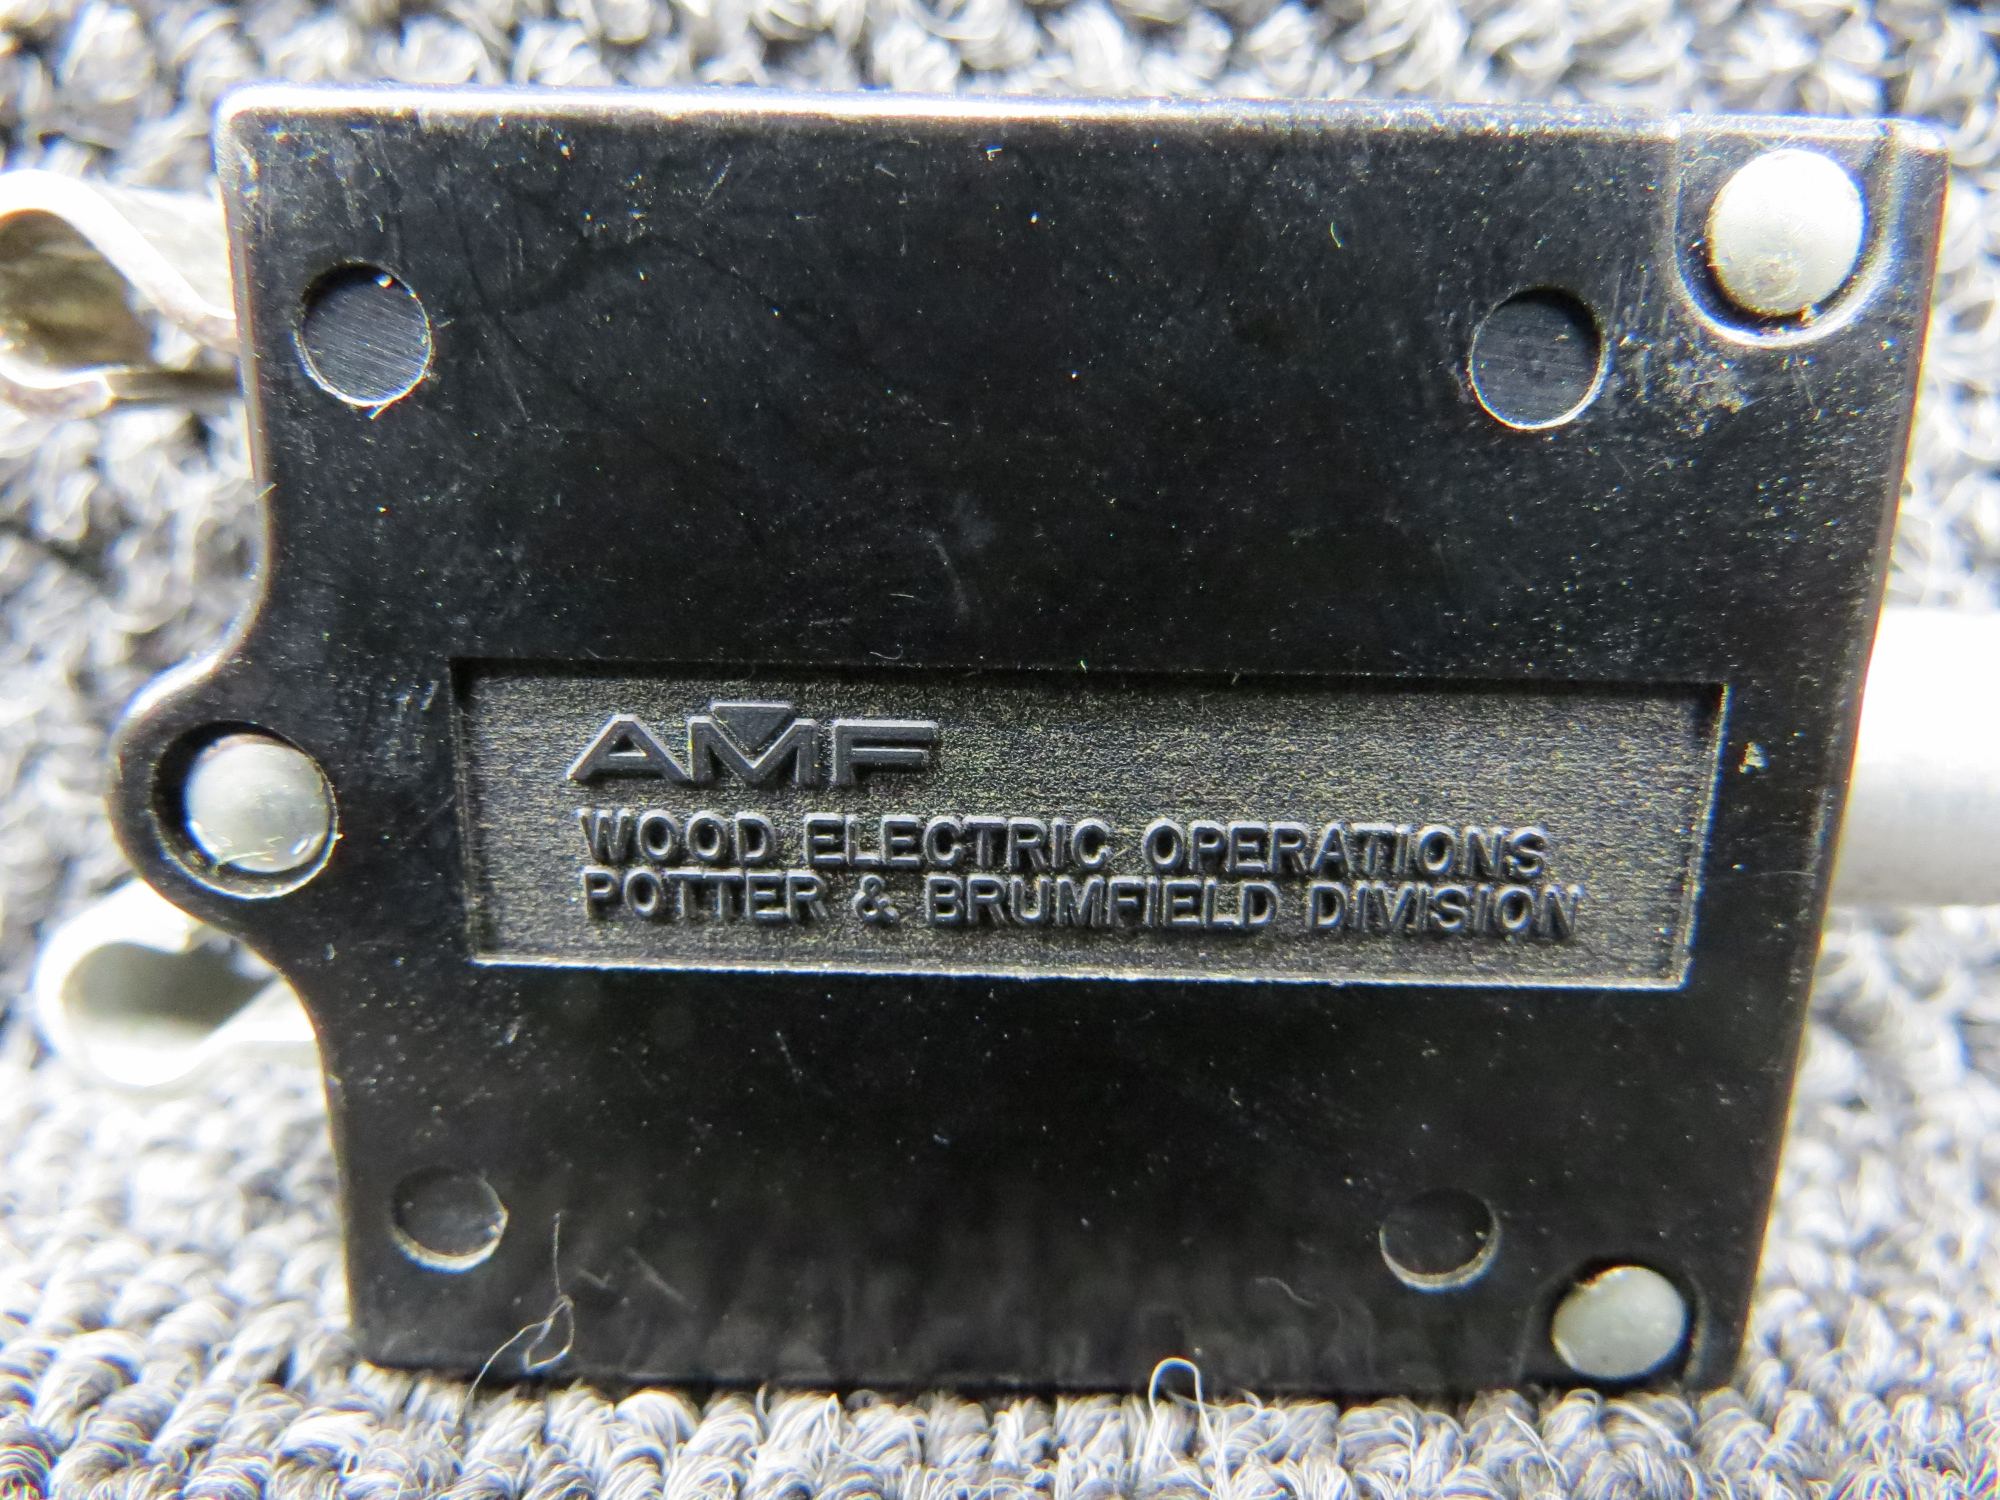 AMF
WOOD ELECTRIC OPERATIONS
POTTER & BRUMFIELD DIVISION